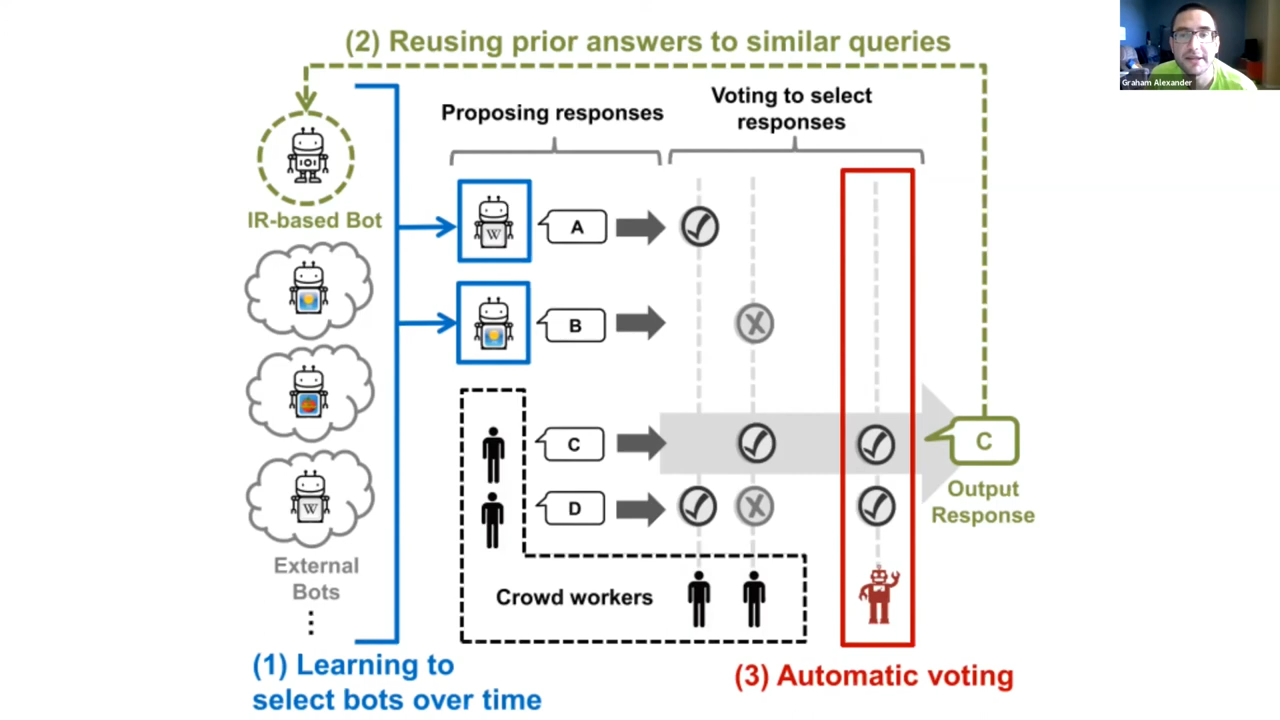 (2) Reusing prior answers to similar queries
Graham Alexander
Proposing responses
Voting to select
responses
IR-based Bot
W
A
B
C
C
D
W
Output
Response
External
Bots
Crowd workers
(1) Learning to
select bots over time
(3) Automatic voting